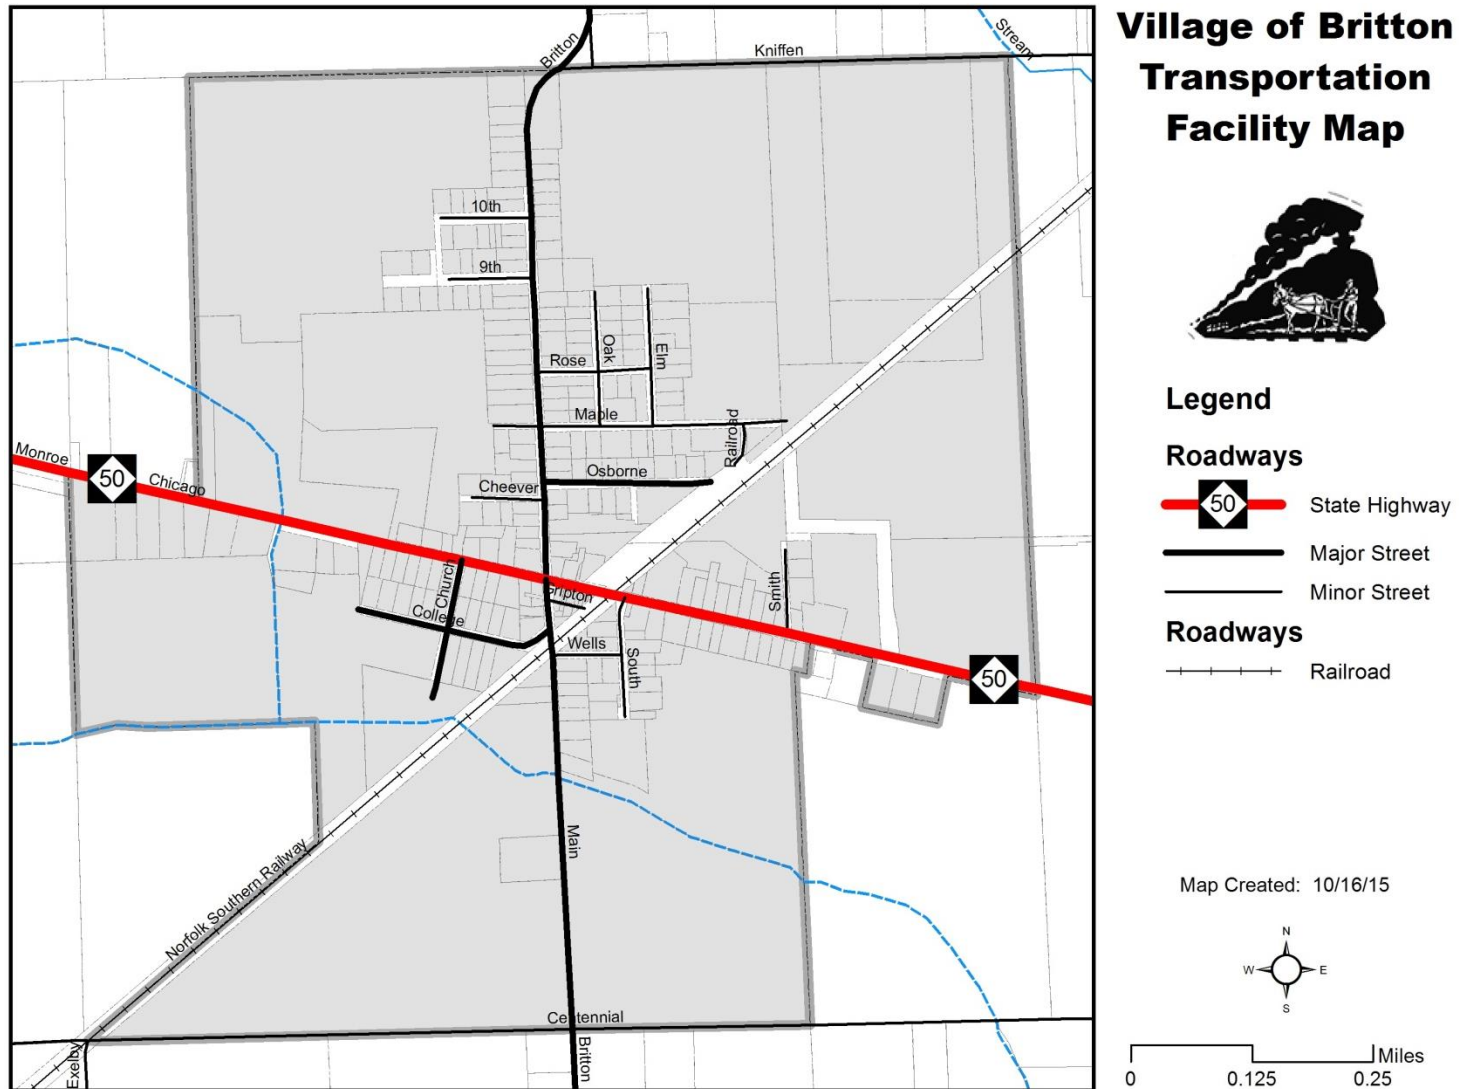 Village of Britton
Transportation
Facility Map
Britton
Kniffen
Stream
10th
9th
Rose
Oak
Elm
Maple
Railroad
Osborne
Cheever
Monroe
50
Chicago
Church
College
Gripton
Wells
South
Smith
50
Main
Norfolk Southern Railway
Centennial
Exelby
Britton
Legend
Roadways
50 State Highway
Major Street
Minor Street
Roadways
Railroad
Map Created: 10/16/15
N
W E
S
Miles
0 0.125 0.25